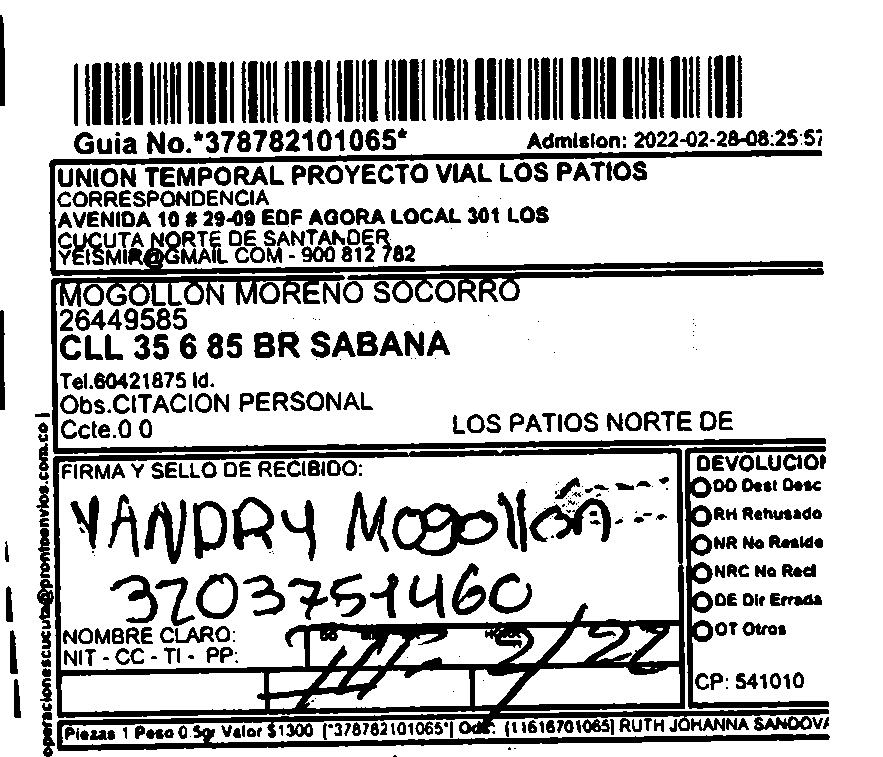 Guia No.*378782101065*
Admision: 2022-02-28-08:25:57
UNION TEMPORAL PROYECTO VIAL LOS PATIOS
CORRESPONDENCIA
AVENIDA 10 # 29-09 EDF AGORA LOCAL 301 LOS
CUCUTA NORTE DE SANTANDER
YEISMIR@GMAIL COM - 900 812 782
MOGOLLON MORENO SOCORRO
26449585
CLL 35 6 85 BR SABANA
Tel.60421875 Id.
Obs.CITACION PERSONAL
Ccte.0 0
LOS PATIOS NORTE DE
operacionescucuta@prontoenvios.com.co |
FIRMA Y SELLO DE RECIBIDO:
YANDRY Mogollón
3203751460
NOMBRE CLARO:
NIT - CC - TI - PP:
DEVOLUCION
DD Dest Desc
RH Rehusado
NR No Reside
NRC No Recl
DE Dir Errada
OT Otros
CP: 541010
Piezas 1 Peso 0.5gr Valor $1300 [*378782101065*] Ods: [11616701065] RUTH JOHANNA SANDOVA